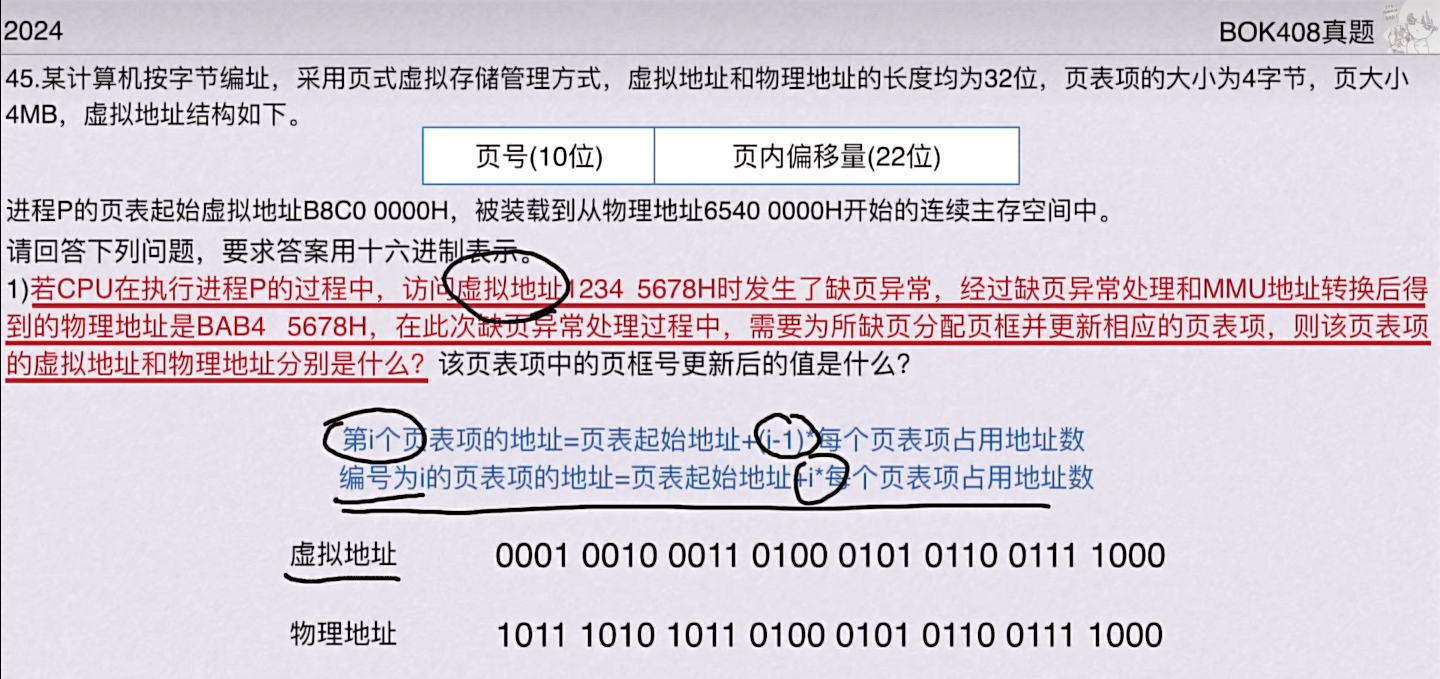 2024
BOK408真题
45.某计算机按字节编址，采用页式虚拟存储管理方式，虚拟地址和物理地址的长度均为32位，页表项的大小为4字节，页大小
4MB，虚拟地址结构如下。
页号(10位)
页内偏移量(22位)
进程P的页表起始虚拟地址B8C0 0000H，被装载到从物理地址6540 0000H开始的连续主存空间中。
请回答下列问题，要求答案用十六进制表示。
1)若CPU在执行进程P的过程中，访问虚拟地址1234 5678H时发生了缺页异常，经过缺页异常处理和MMU地址转换后得
到的物理地址是BAB4 5678H，在此次缺页异常处理过程中，需要为所缺页分配页框并更新相应的页表项，则该页表项
的虚拟地址和物理地址分别是什么？该页表项中的页框号更新后的值是什么？
第i个页表项的地址=页表起始地址+(i-1)*每个页表项占用地址数
编号为i的页表项的地址=页表起始地址+i*每个页表项占用地址数
虚拟地址 0001 0010 0011 0100 0101 0110 0111 1000
物理地址 1011 1010 1011 0100 0101 0110 0111 1000